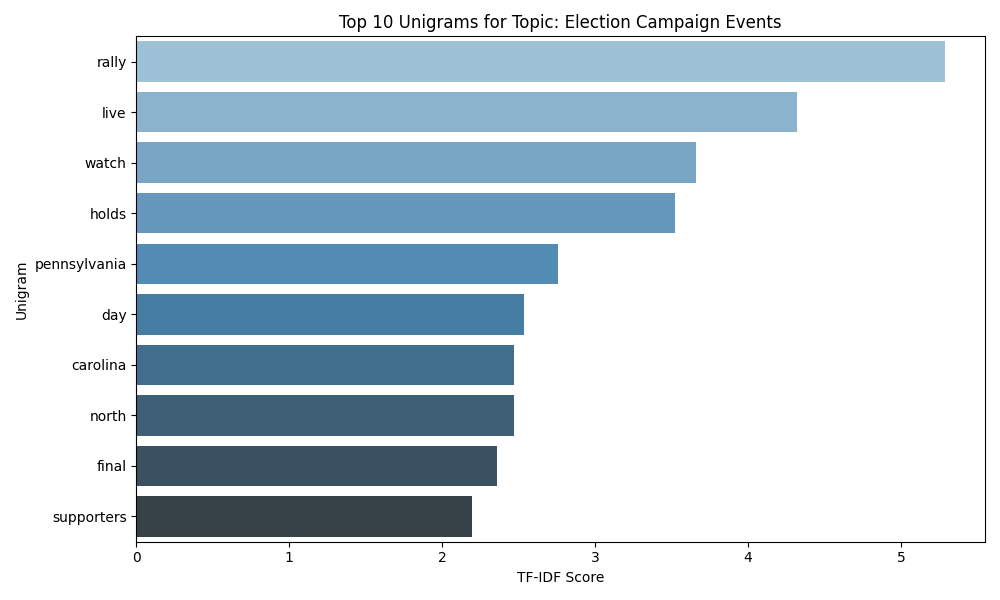 Top 10 Unigrams for Topic: Election Campaign Events
Unigram
rally
live
watch
holds
pennsylvania
day
carolina
north
final
supporters
0 1 2 3 4 5
TF-IDF Score